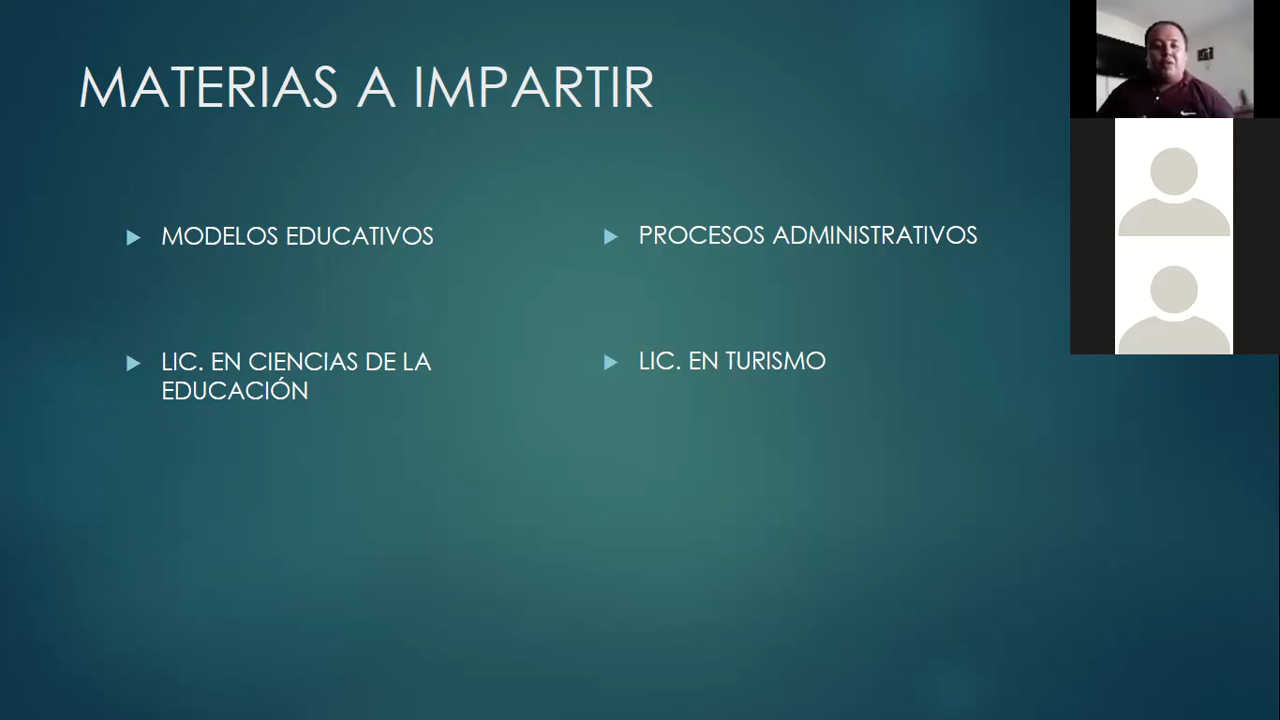 MATERIAS A IMPARTIR
MODELOS EDUCATIVOS
LIC. EN CIENCIAS DE LA
EDUCACIÓN
PROCESOS ADMINISTRATIVOS
LIC. EN TURISMO